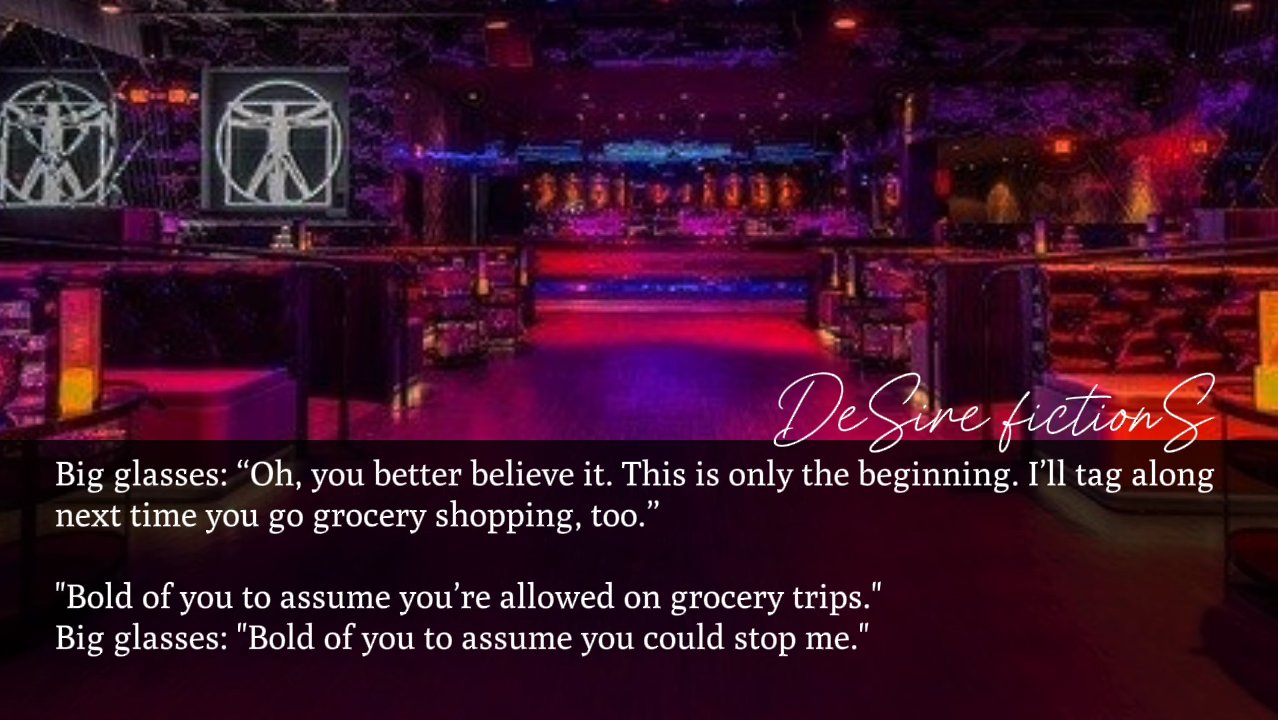 DeSire fictionS
Big glasses: “Oh, you better believe it. This is only the beginning. I’ll tag along
next time you go grocery shopping, too.”
"Bold of you to assume you’re allowed on grocery trips."
Big glasses: "Bold of you to assume you could stop me."